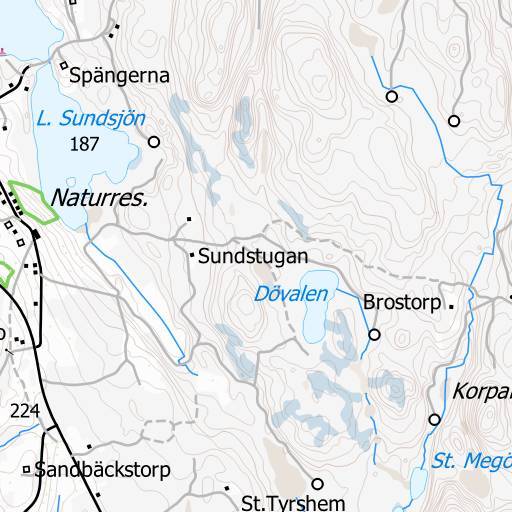 Spängerna
L. Sundsjön
187
Naturres.
Sundstugan
Dövalen
Brostorp
Korpa
224
St. Megö
Sandbäckstorp
St.Tyrshem